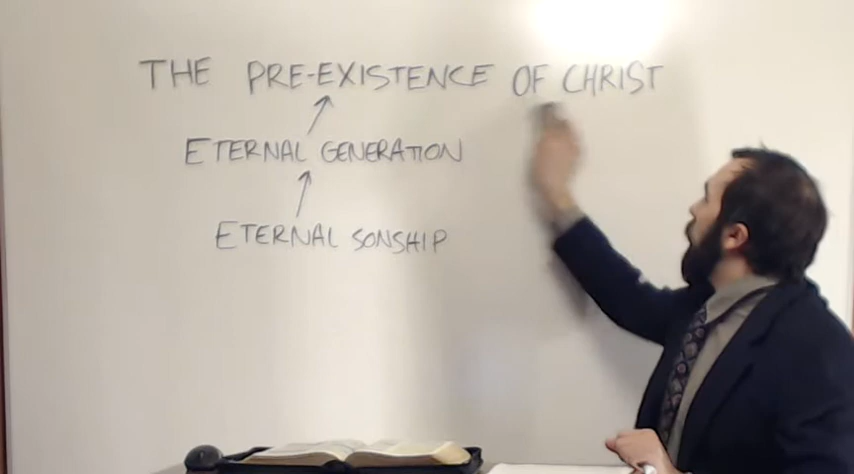 THE PRE-EXISTENCE OF CHRIST
ETERNAL GENERATION
ETERNAL SONSHIP